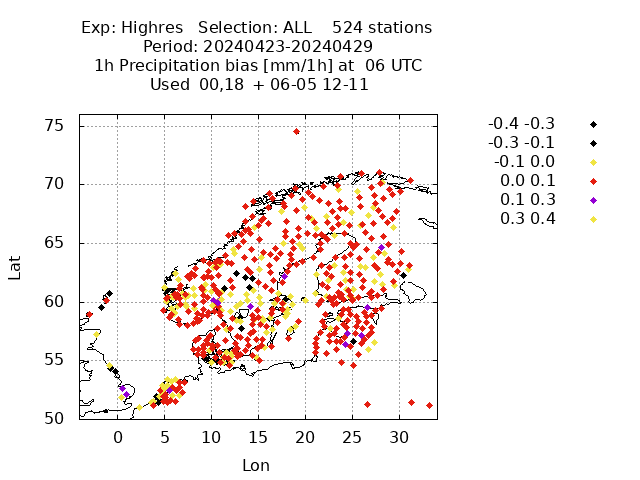 Exp: Highres   Selection: ALL    524 stations
Period: 20240423-20240429
1h Precipitation bias [mm/1h] at  06 UTC
Used 00,18  + 06-05 12-11
-0.4 -0.3
-0.3 -0.1
-0.1 0.0
0.0 0.1
0.1 0.3
0.3 0.4
75
70
65
60
55
50
Lat
0 5 10 15 20 25 30
Lon